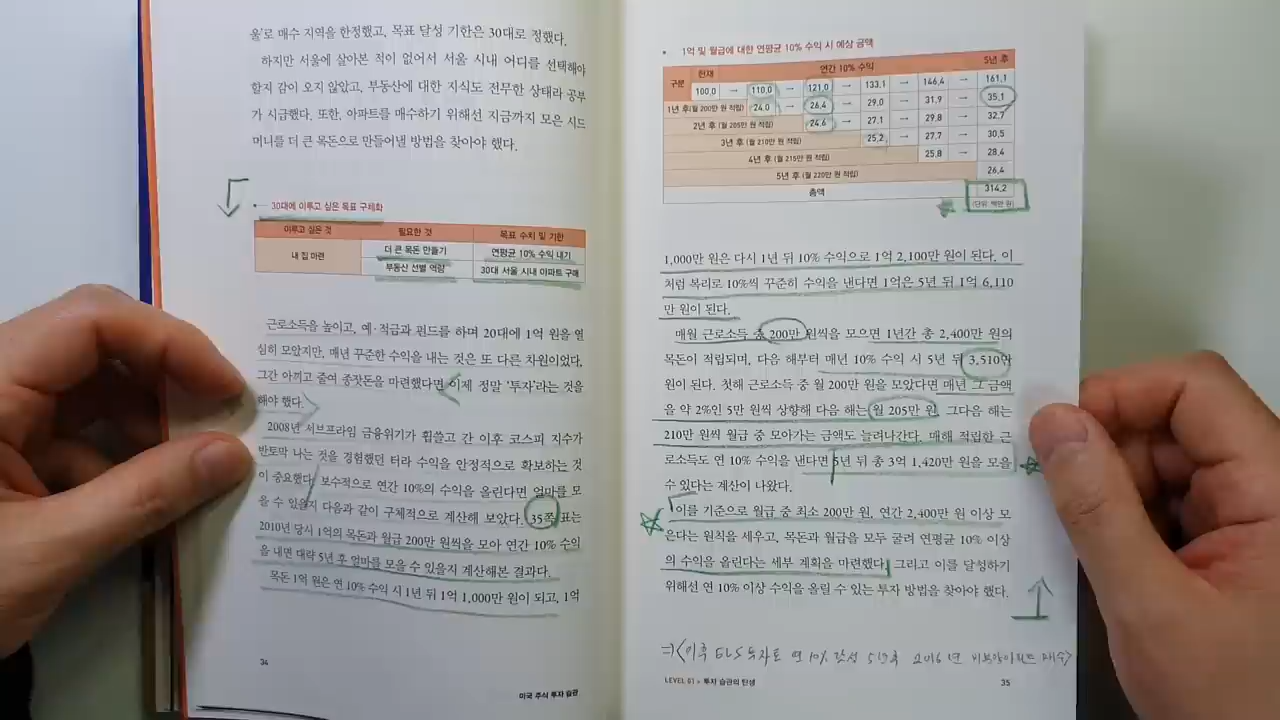 울'로 매수 지역을 한정했고, 목표 달성 기한은 30대로 정했다.
하지만 서울에 살아본 적이 없어서 서울 시내 어디를 선택해야
할지 감이 오지 않았고, 부동산에 대한 지식도 전무한 상태라 공부
가 시급했다. 또한, 아파트를 매수하기 위해선 지금까지 모은 시드
머니를 더 큰 목돈으로 만들어낼 방법을 찾아야 했다.
30대에 이루고 싶은 목표 구체화
이루고 싶은 것 필요한 것 목표 수치 및 기한
내 집 마련 더 큰 목돈 만들기 연평균 10% 수익 내기
부동산 선별 역량 30대 서울 시내 아파트 구매
근로소득을 높이고, 예·적금과 펀드를 하며 20대에 1억 원을 열
심히 모았지만, 매년 꾸준한 수익을 내는 것은 또 다른 차원이었다.
그간 아끼고 줄여 종잣돈을 마련했다면 이제 정말 '투자'라는 것을
해야 했다.
2008년 서브프라임 금융위기가 휩쓸고 간 이후 코스피 지수가
반토막 나는 것을 경험했던 터라 수익을 안정적으로 확보하는 것
이 중요했다. 보수적으로 연간 10%의 수익을 올린다면 얼마를 모
을 수 있을지 다음과 같이 구체적으로 계산해 보았다. 35쪽 표는
2010년 당시 1억의 목돈과 월급 200만 원씩을 모아 연간 10% 수익
을 내면 대략 5년 후 얼마를 모을 수 있을지 계산해본 결과다.
목돈 1억 원은 연 10% 수익 시 1년 뒤 1억 1,000만 원이 되고, 1억
34
미국 주식 투자 습관
1억 및 월급에 대한 연평균 10% 수익 시 예상 금액
구분 현재 연간 10% 수익 5년 후
100.0 → 110.0 → 121.0 → 133.1 → 146.4 → 161.1
1년 후(월 200만 원 적립) 24.0 → 26.4 → 29.0 → 31.9 → 35.1
2년 후 (월 205만 원 적립) 24.6 → 27.1 → 29.8 → 32.7
3년 후 (월 210만 원 적립) 25.2 → 27.7 → 30.5
4년 후 (월 215만 원 적립) 25.8 → 28.4
5년 후 (월 220만 원 적립) 26.4
총액 314.2
(단위: 백만 원)
1,000만 원은 다시 1년 뒤 10% 수익으로 1억 2,100만 원이 된다. 이
처럼 복리로 10%씩 꾸준히 수익을 낸다면 1억은 5년 뒤 1억 6,110
만 원이 된다.
매월 근로소득 중 200만 원씩을 모으면 1년간 총 2,400만 원의
목돈이 적립되며, 다음 해부터 매년 10% 수익 시 5년 뒤 3,510만
원이 된다. 첫해 근로소득 중 월 200만 원을 모았다면 매년 그 금액
을 약 2%인 5만 원씩 상향해 다음 해는 월 205만 원, 그다음 해는
210만 원씩 월급 중 모아가는 금액도 늘려나간다. 매해 적립한 근
로소득도 연 10% 수익을 낸다면 5년 뒤 총 3억 1,420만 원을 모을
수 있다는 계산이 나왔다.
이를 기준으로 월급 중 최소 200만 원, 연간 2,400만 원 이상 모
은다는 원칙을 세우고, 목돈과 월급을 모두 굴려 연평균 10% 이상
의 수익을 올린다는 세부 계획을 마련했다. 그리고 이를 달성하기
위해선 연 10% 이상 수익을 올릴 수 있는 투자 방법을 찾아야 했다.
⇒〈이후 ELS 투자로 연 10% 달성 5년후 2016년 아파트 매수〉
LEVEL 01 > 투자 습관의 탄생
35